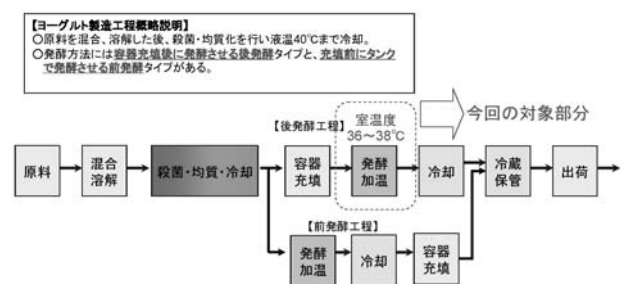 【ヨーグルト製造工程概略説明】
○原料を混合、溶解した後、殺菌・均質化を行い液温40℃まで冷却。
○発酵方法には容器充填後に発酵させる後発酵タイプと、充填前にタンク
で発酵させる前発酵タイプがある。
今回の対象部分
【後発酵工程】
室温度
36～38℃
原料
混合
溶解
殺菌・均質・冷却
容器
充填
発酵
加温
冷却
冷蔵
保管
出荷
【前発酵工程】
発酵
加温
冷却
容器
充填